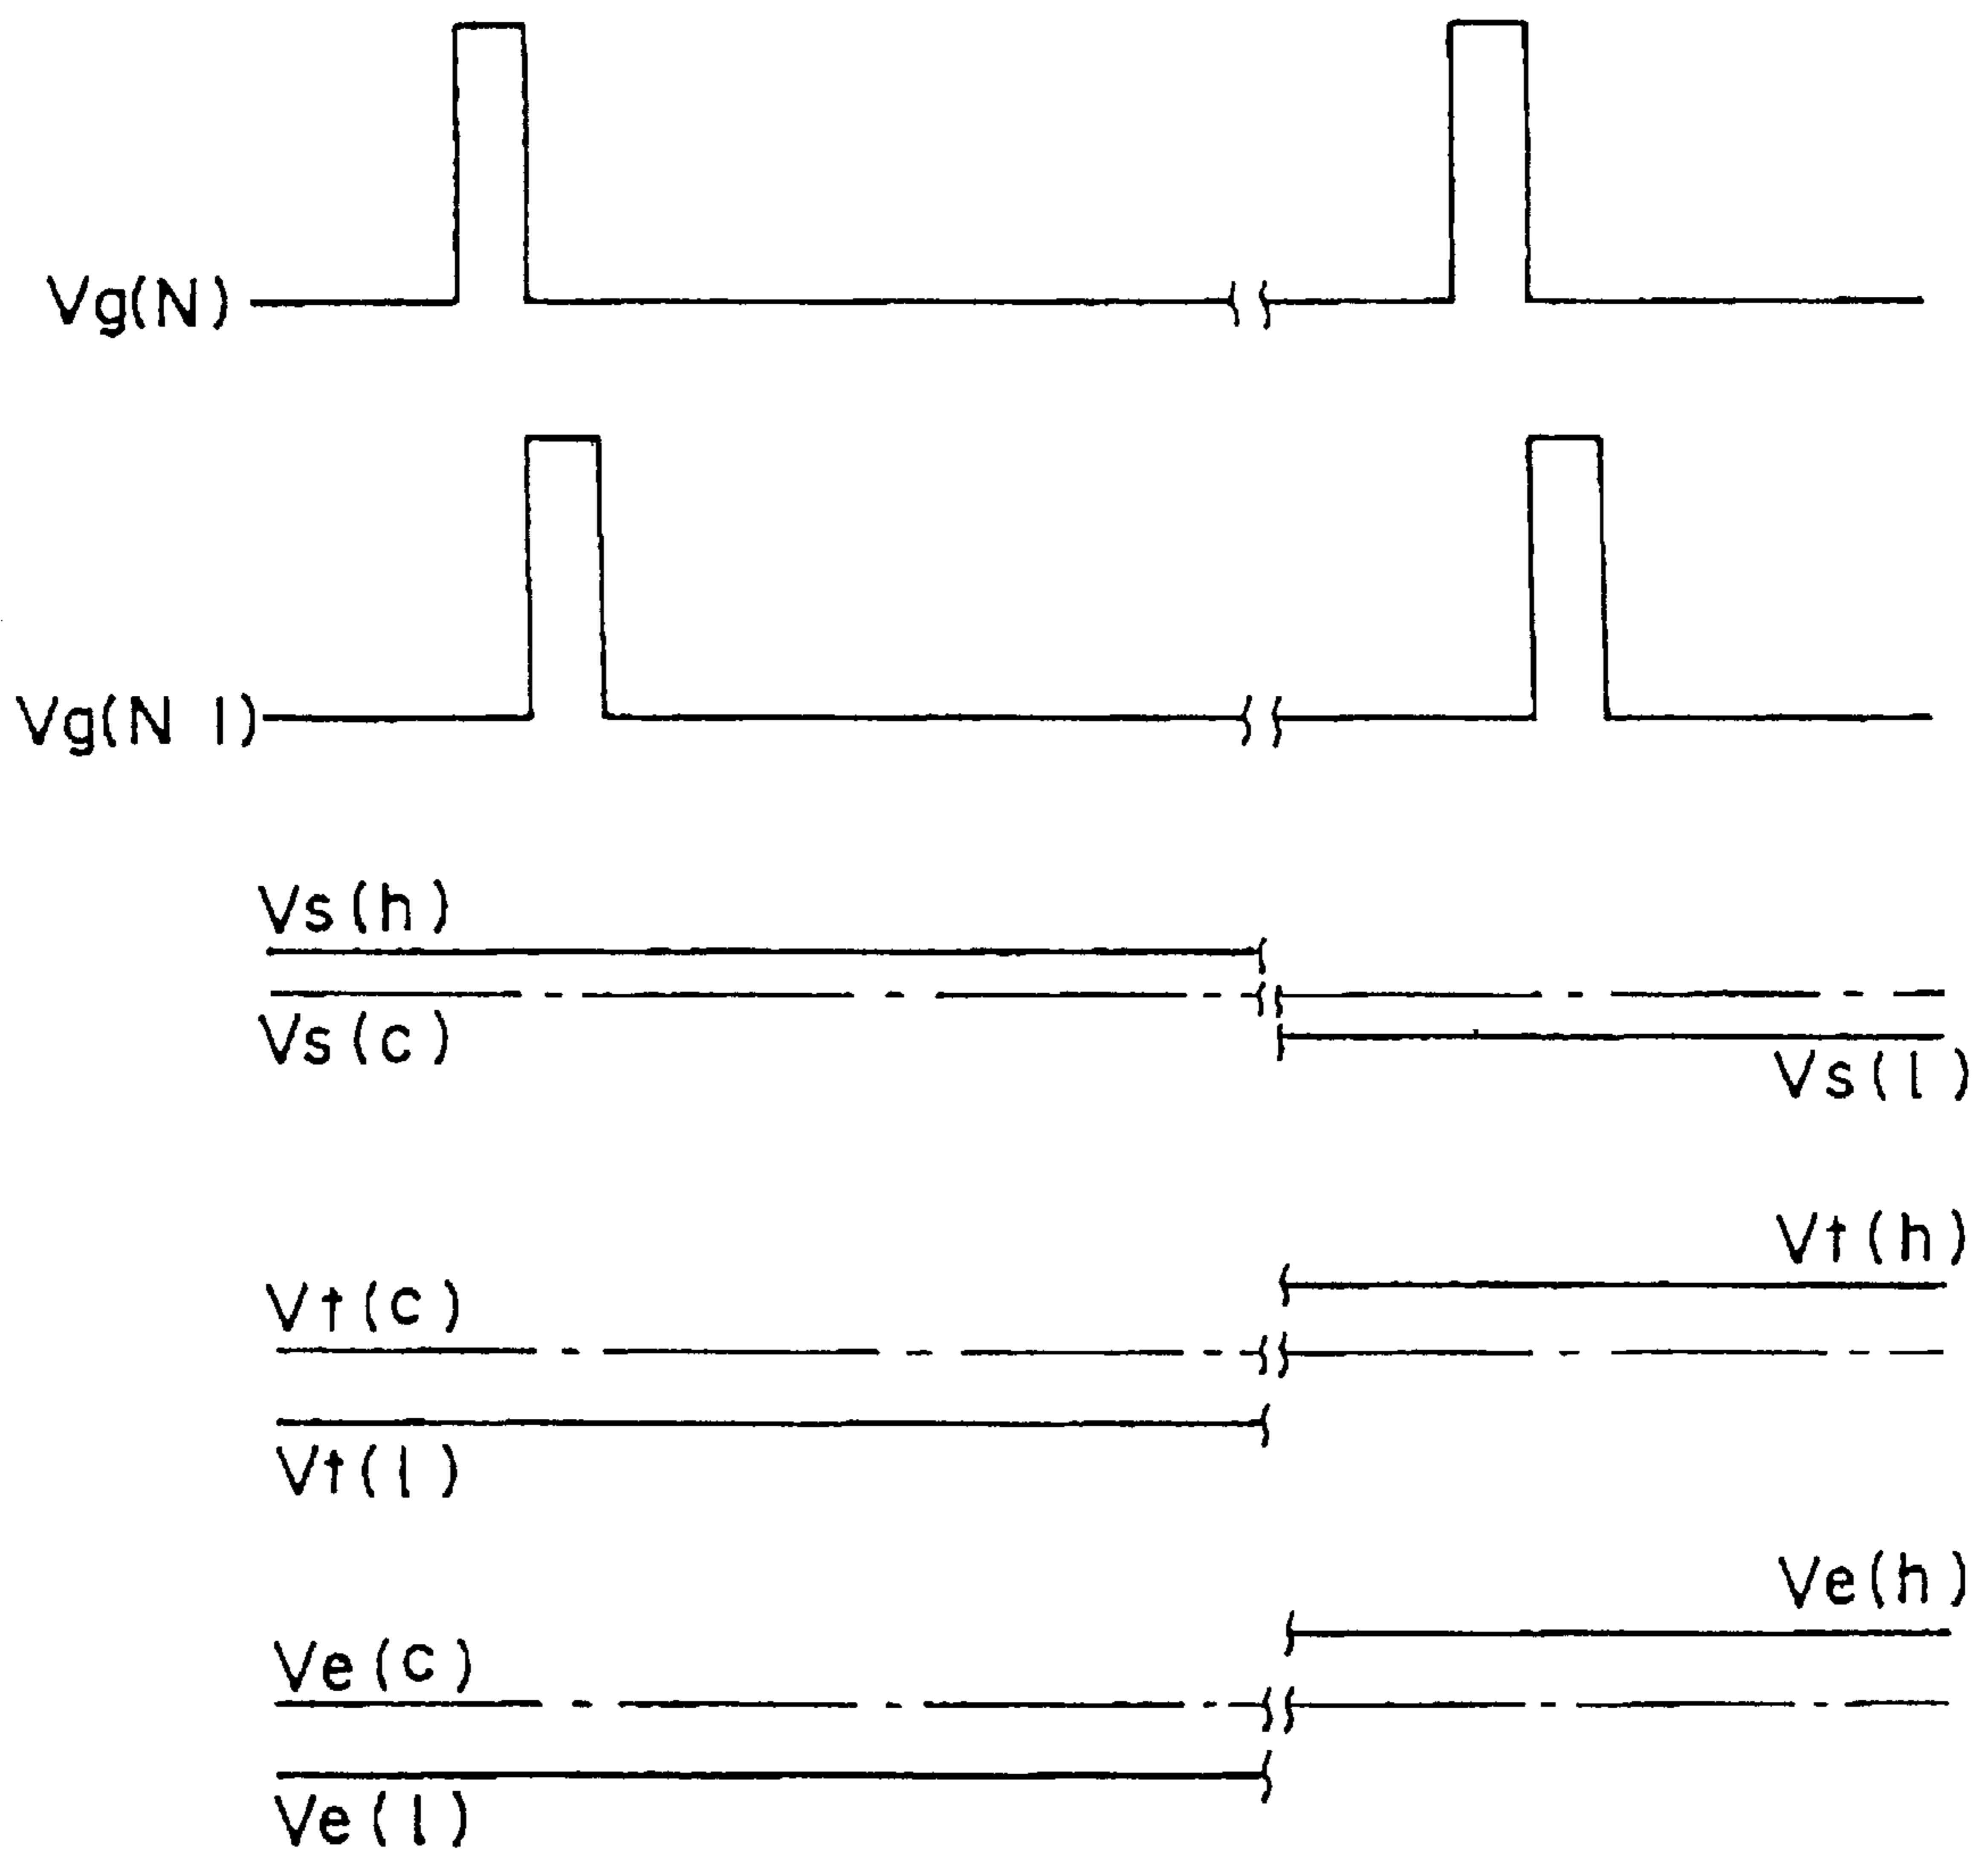 Vg(N)
Vg(N 1)
Vs(h)
Vs(c)
Vs(l)
Vt(h)
Vt(c)
Vt(l)
Ve(h)
Ve(c)
Ve(l)